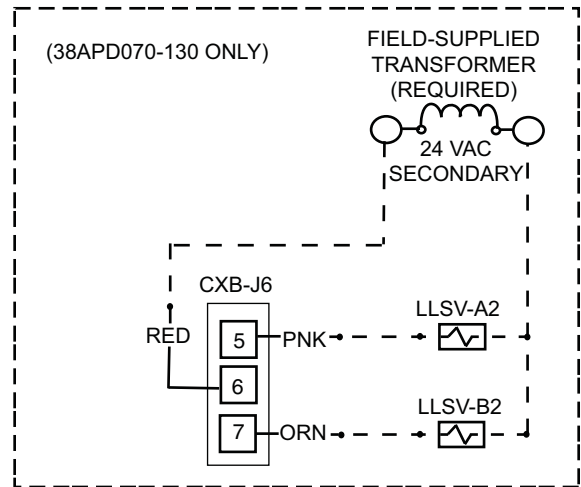 (38APD070-130 ONLY)
FIELD-SUPPLIED
TRANSFORMER
(REQUIRED)
24 VAC
SECONDARY
CXB-J6
RED
5
PNK
LLSV-A2
6
7
ORN
LLSV-B2